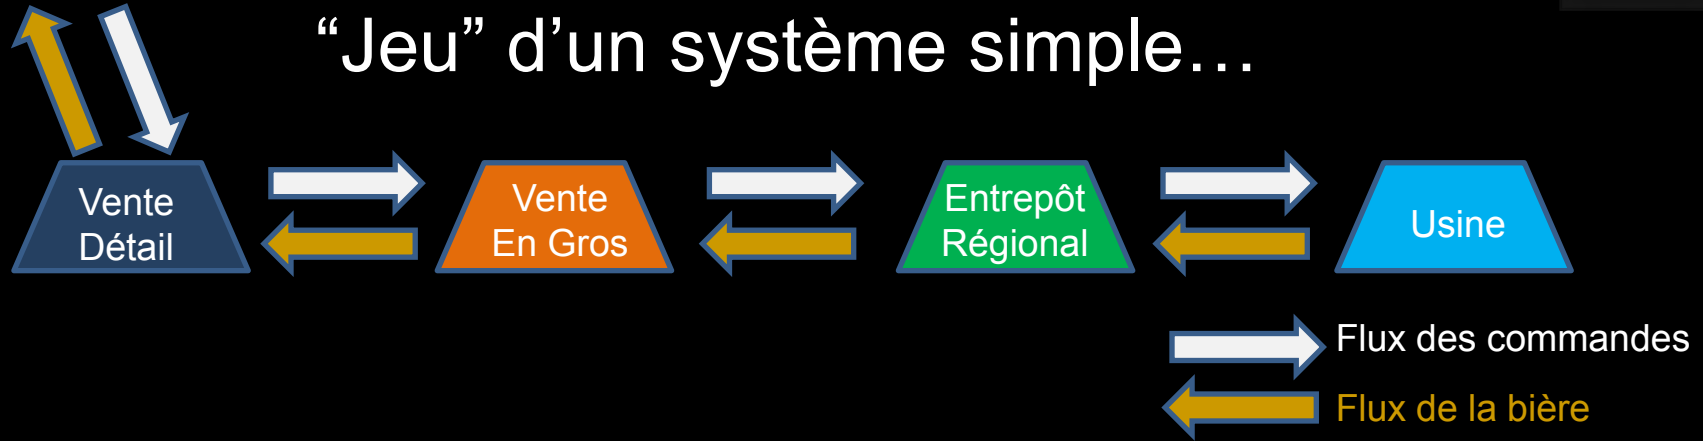 “Jeu” d’un système simple…
Vente
Détail
Vente
En Gros
Entrepôt
Régional
Usine
Flux des commandes
Flux de la bière